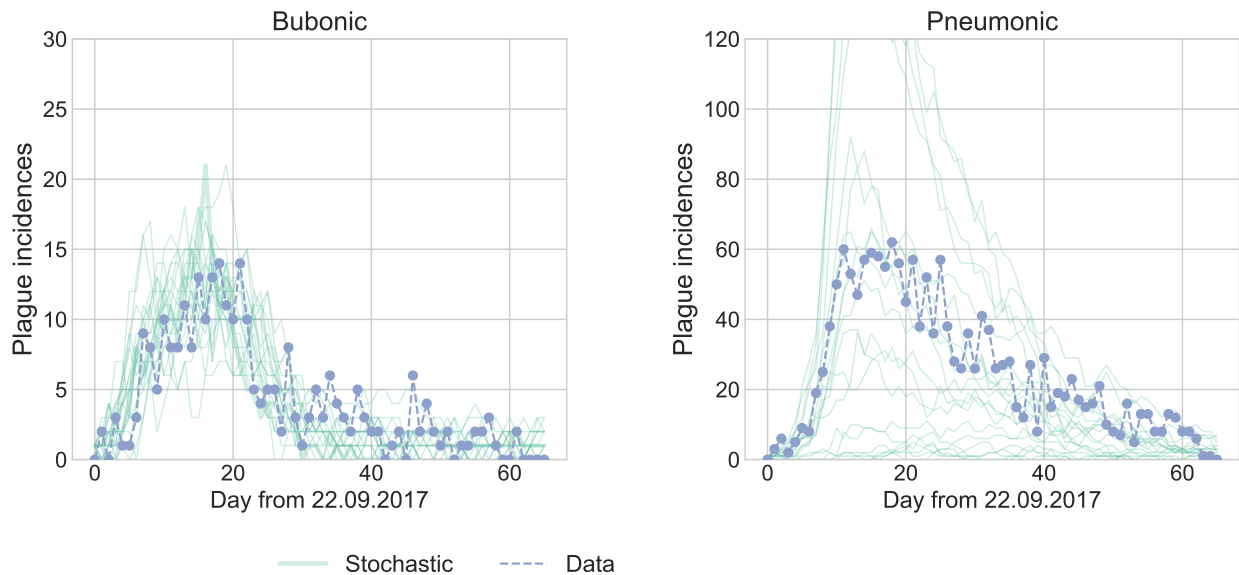 Bubonic
30
25
20
15
10
5
0
Plague incidences
0 20 40 60
Day from 22.09.2017
Pneumonic
120
100
80
60
40
20
0
Plague incidences
0 20 40 60
Day from 22.09.2017
Stochastic Data